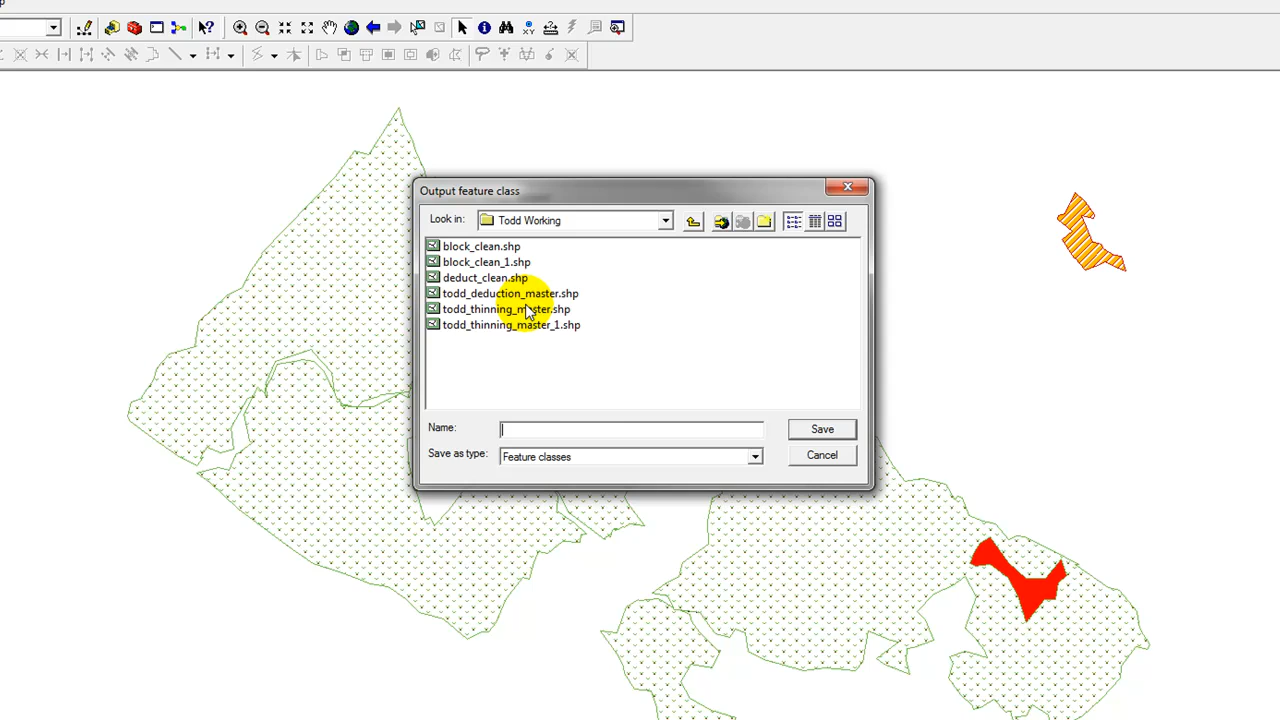 XY
Output feature class
Look in: Todd Working
block_clean.shp
block_clean_1.shp
deduct_clean.shp
todd_deduction_master.shp
todd_thinning_master.shp
todd_thinning_master_1.shp
Name: Save
Save as type: Feature classes Cancel